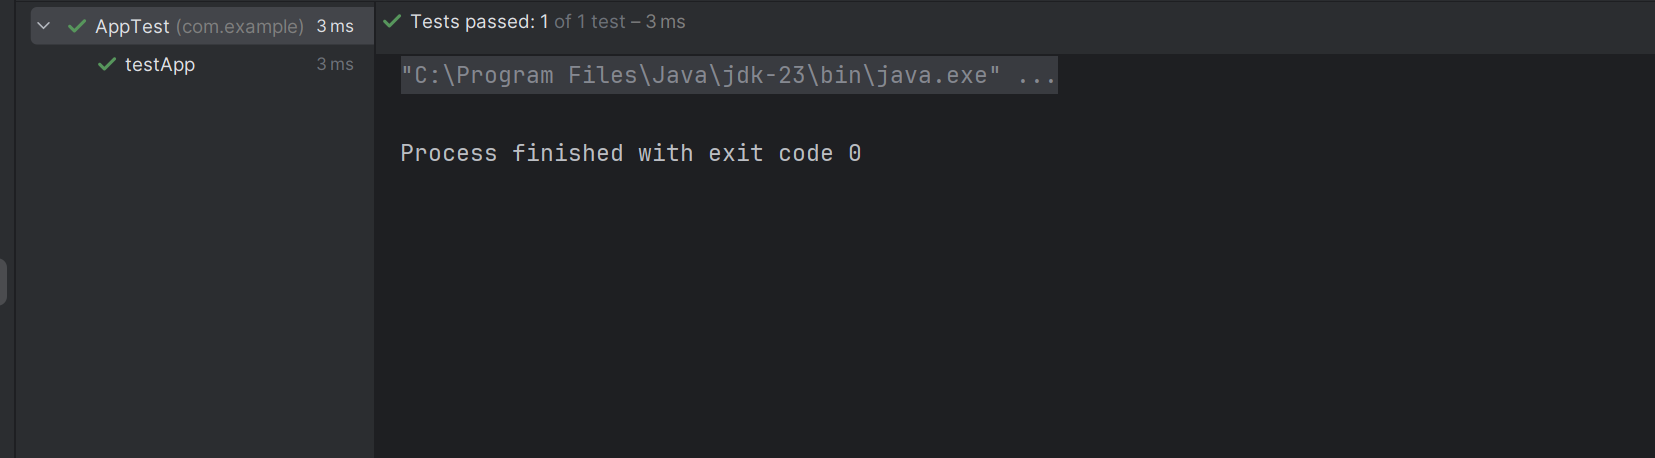 AppTest (com.example) 3 ms
testApp 3 ms
Tests passed: 1 of 1 test – 3 ms
"C:\Program Files\Java\jdk-23\bin\java.exe" ...
Process finished with exit code 0